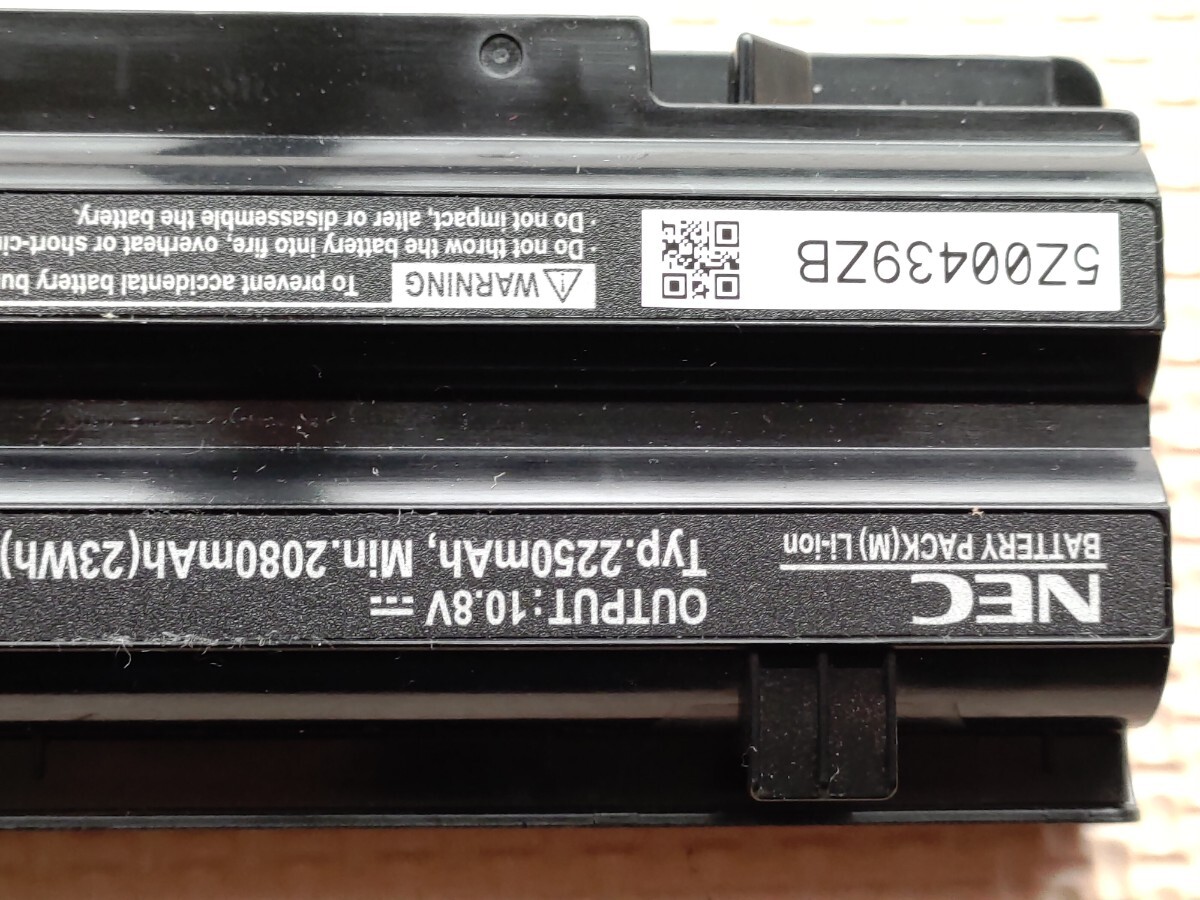 NEC
BATTERY PACK(M) Li-ion
OUTPUT: 10.8V
Typ.2250mAh, Min.2080mAh(23Wh)
5Z00439ZB
WARNING
To prevent accidental battery
· Do not throw the battery into fire, overheat or
· Do not impact, alter or disassemble the battery.